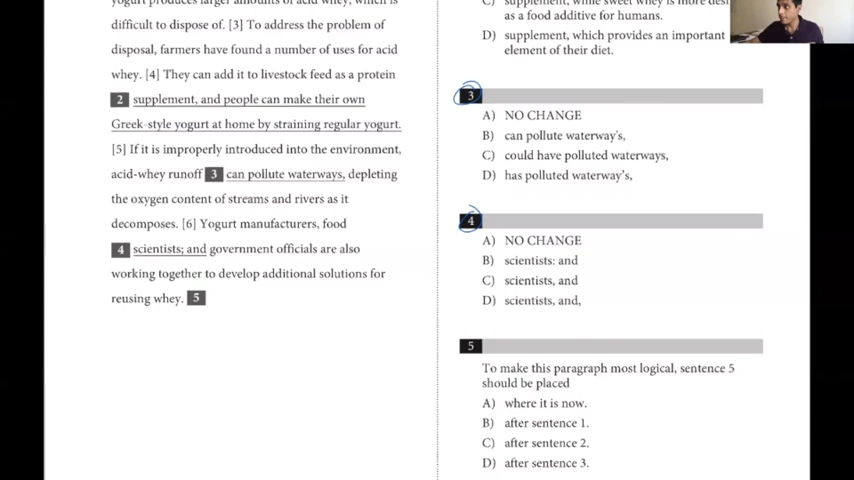 yogurt produces larger amounts of acid whey, which is
difficult to dispose of. [3] To address the problem of
disposal, farmers have found a number of uses for acid
whey. [4] They can add it to livestock feed as a protein
2 supplement, and people can make their own
Greek-style yogurt at home by straining regular yogurt.
[5] If it is improperly introduced into the environment,
acid-whey runoff 3 can pollute waterways, depleting
the oxygen content of streams and rivers as it
decomposes. [6] Yogurt manufacturers, food
4 scientists; and government officials are also
working together to develop additional solutions for
reusing whey. 5
C) supplement, while sweet whey is more
as a food additive for humans.
D) supplement, which provides an important
element of their diet.
3
A) NO CHANGE
B) can pollute waterway's,
C) could have polluted waterways,
D) has polluted waterway's,
4
A) NO CHANGE
B) scientists: and
C) scientists, and
D) scientists, and,
5
To make this paragraph most logical, sentence 5
should be placed
A) where it is now.
B) after sentence 1.
C) after sentence 2.
D) after sentence 3.